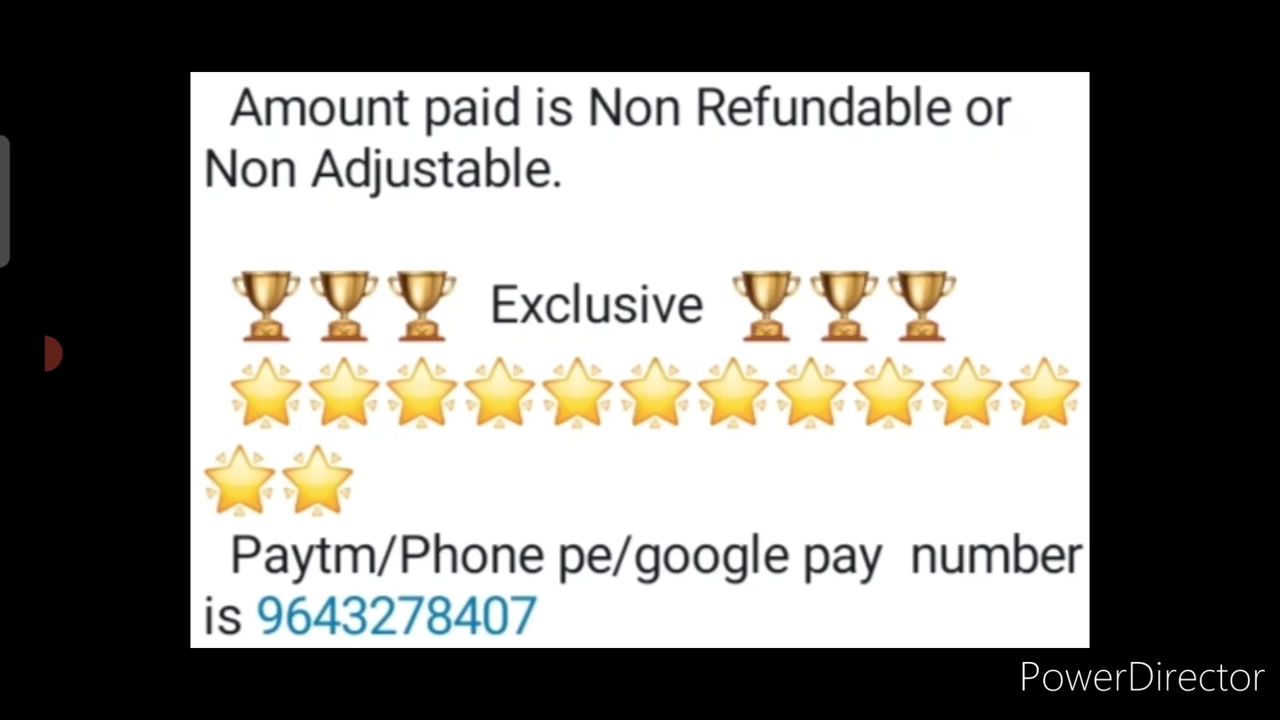 Amount paid is Non Refundable or
Non Adjustable.
🏆🏆🏆 Exclusive 🏆🏆🏆
🌟🌟🌟🌟🌟🌟🌟🌟🌟🌟🌟
🌟🌟
Paytm/Phone pe/google pay number
is 9643278407
PowerDirector